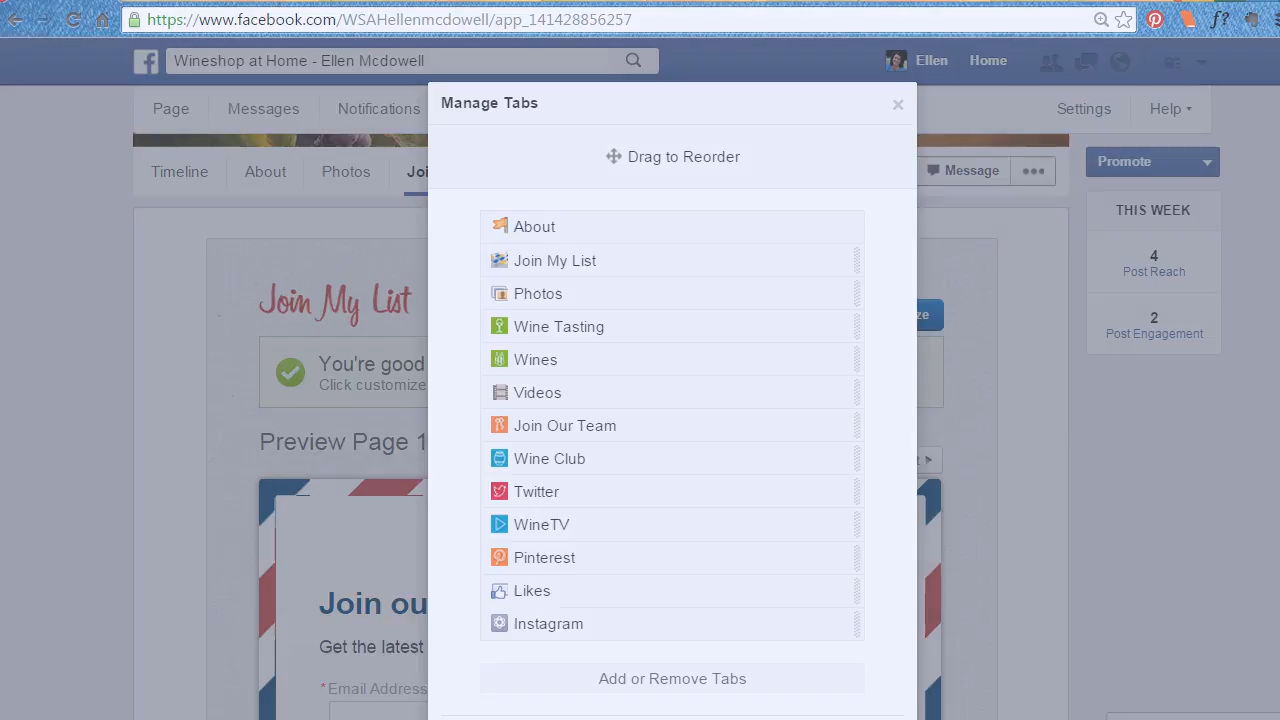 https://www.facebook.com/WSAHellenmcdowell/app_141428856257
Wineshop at Home - Ellen Mcdowell
Ellen
Home
Page
Messages
Notifications
Settings
Help
Manage Tabs
Drag to Reorder
Timeline
About
Photos
Joi
Message
Promote
THIS WEEK
4
Post Reach
2
Post Engagement
About
Join My List
Photos
Wine Tasting
Wines
Videos
Join Our Team
Wine Club
Twitter
WineTV
Pinterest
Likes
Instagram
Add or Remove Tabs
Join My List
ze
You're good
Click customize
Preview Page 1
t
Join ou
Get the latest
*Email Address